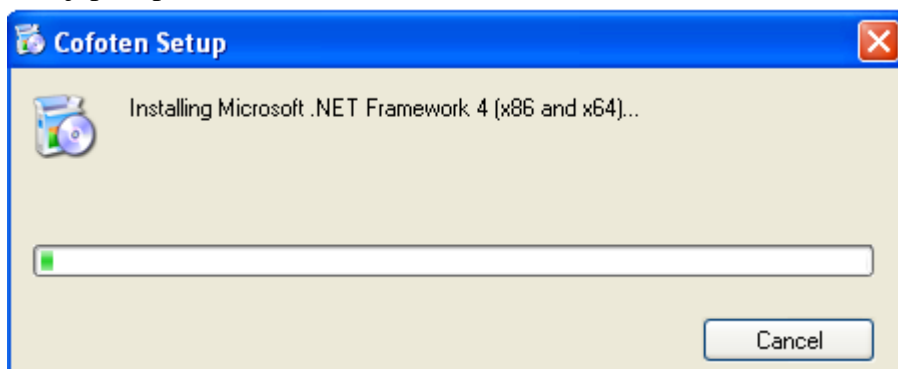 Cofoten Setup
Installing Microsoft .NET Framework 4 (x86 and x64)...
Cancel